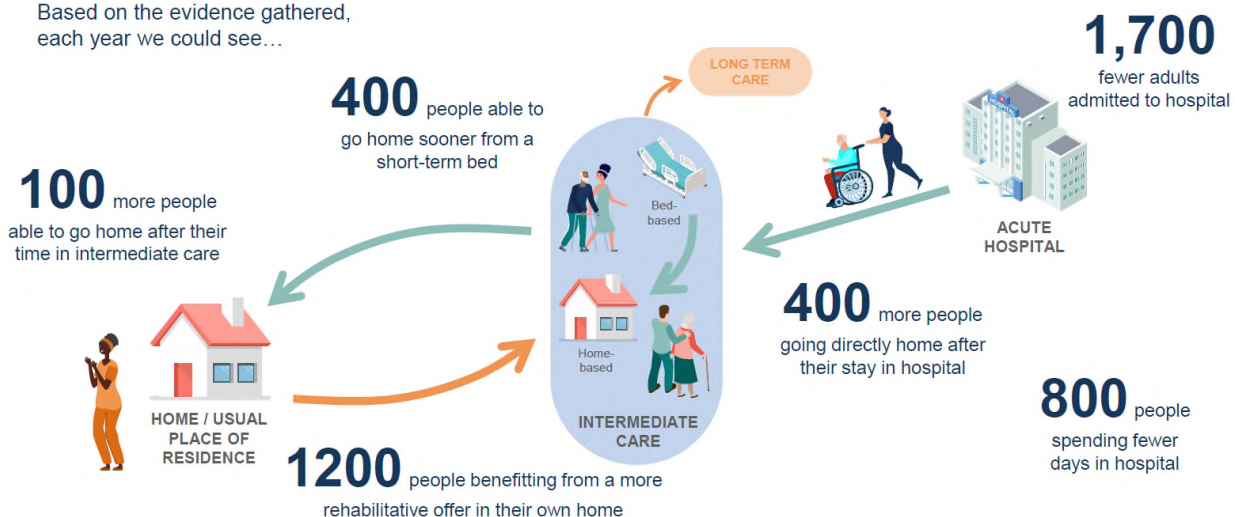 Based on the evidence gathered,
each year we could see…
1,700
fewer adults
admitted to hospital
LONG TERM
CARE
400 people able to
go home sooner from a
short-term bed
100 more people
able to go home after their
time in intermediate care
Bed-
based
ACUTE
HOSPITAL
400 more people
going directly home after
their stay in hospital
Home-
based
HOME / USUAL
PLACE OF
RESIDENCE
INTERMEDIATE
CARE
800 people
spending fewer
days in hospital
1200 people benefitting from a more
rehabilitative offer in their own home